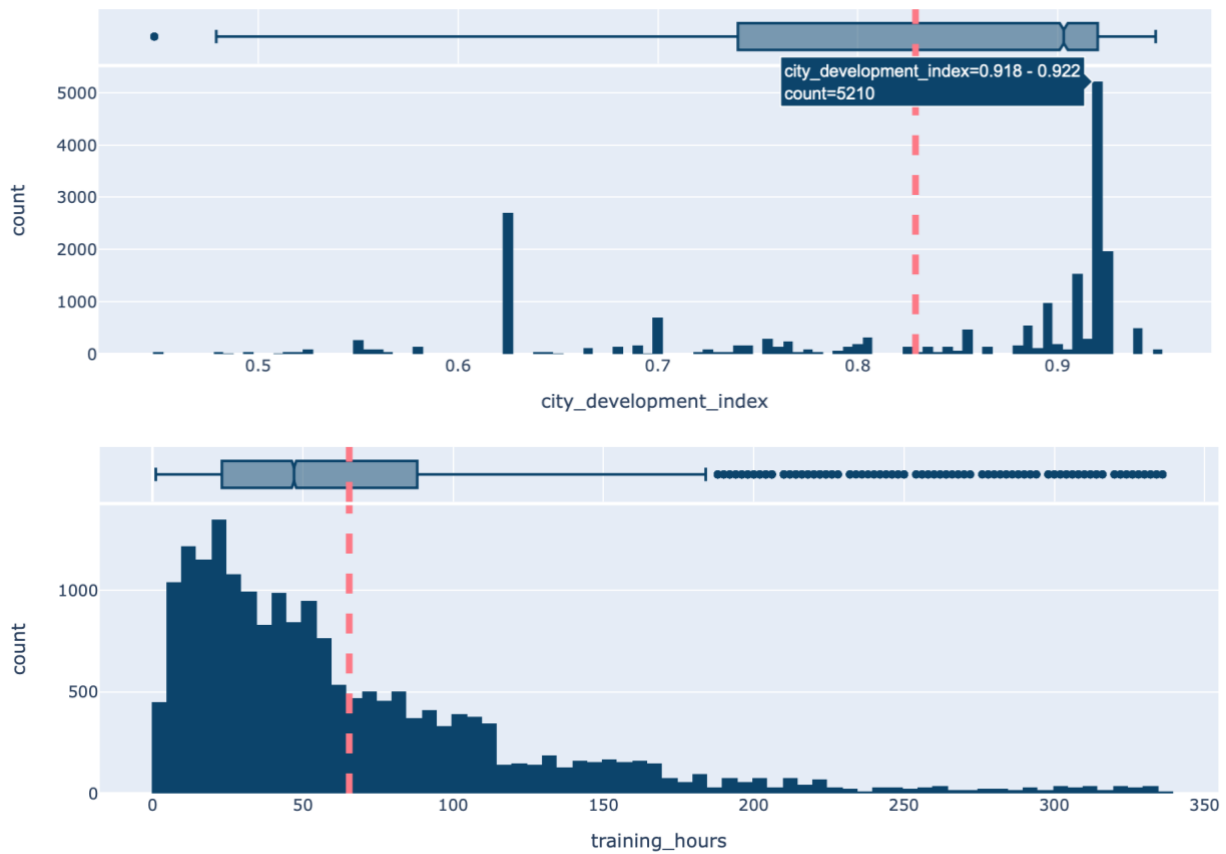 city_development_index=0.918 - 0.922
count=5210
5000
4000
3000
2000
1000
0
count
0.5 0.6 0.7 0.8 0.9
city_development_index
1000
500
0
count
0 50 100 150 200 250 300 350
training_hours